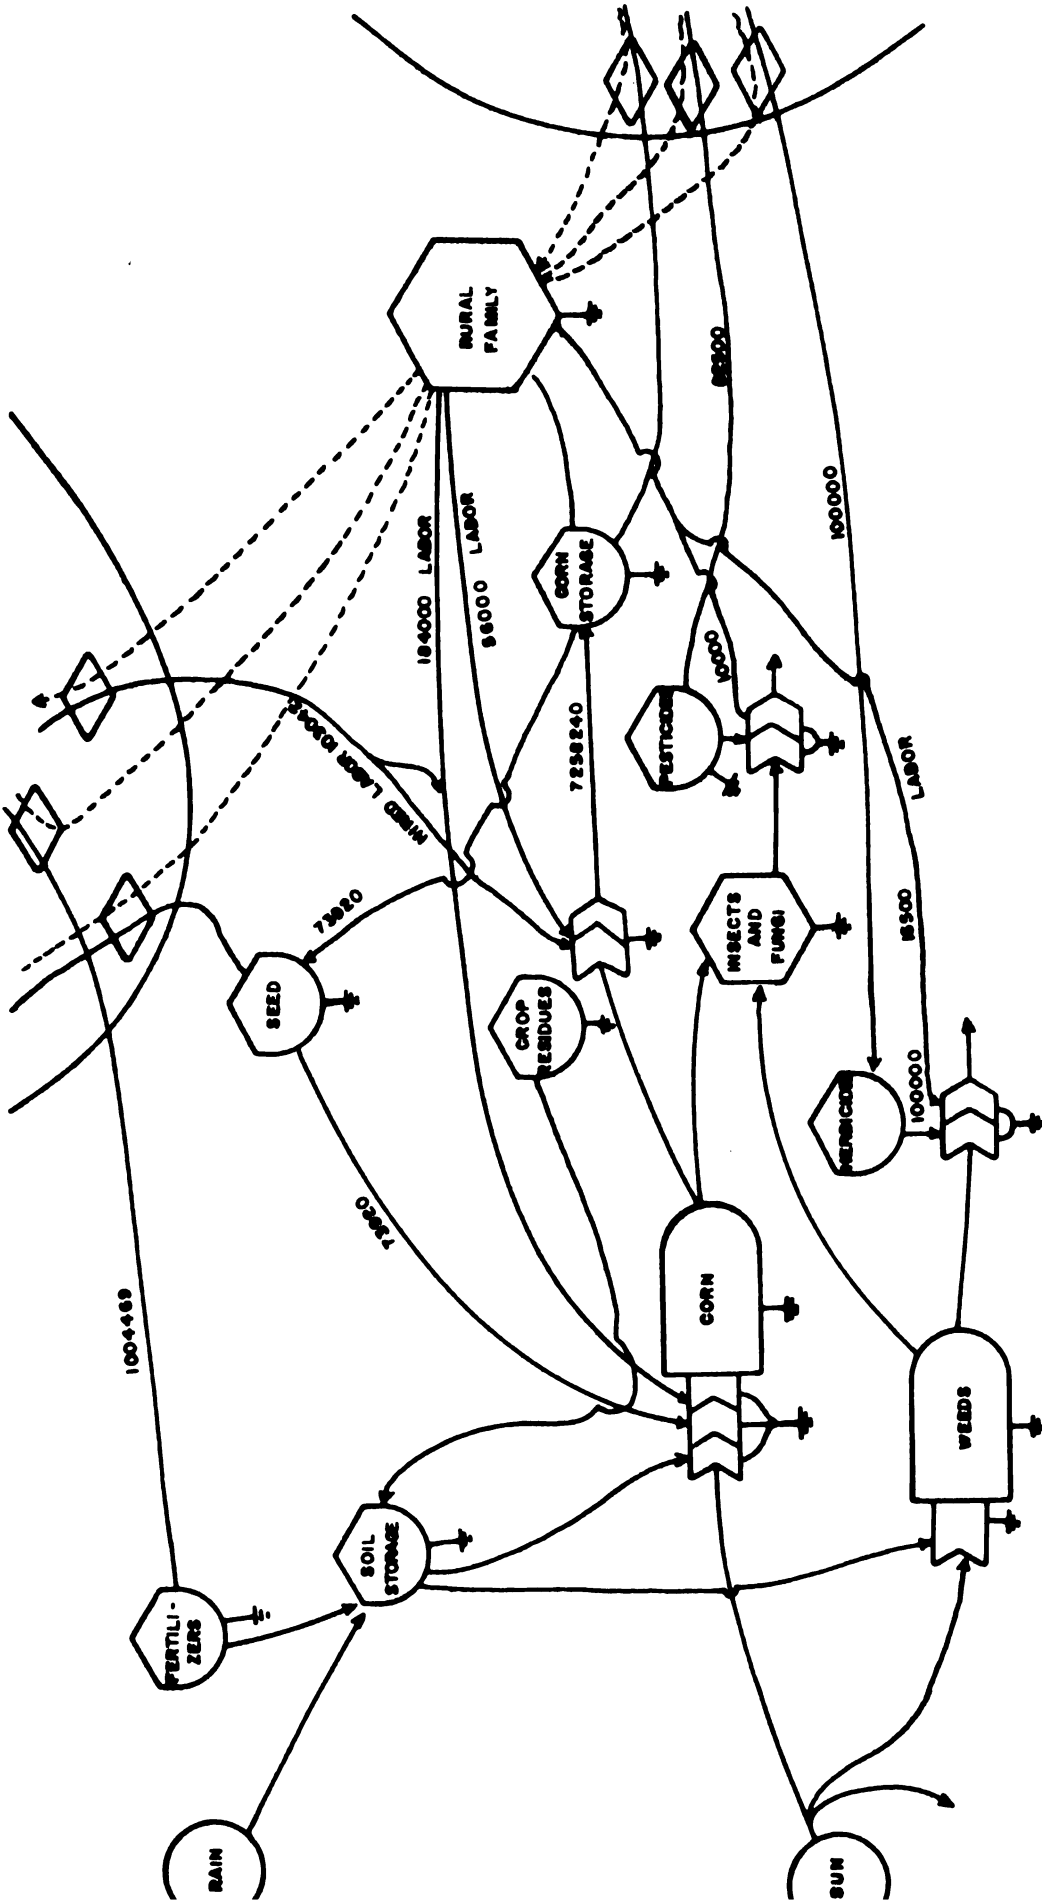 RAIN
SUN
FERTILI-
ZERS
SOIL
STORAGE
1004469
73920
SEED
73920
CROP
RESIDUES
CORN
WEEDS
HERBICIDE
100000
16500
LABOR
INSECTS
AND
FUNGI
PESTICIDE
10000
7258240
CORN
STORAGE
HIRED LABOR
184000 LABOR
56000 LABOR
RURAL
FAMILY
100000